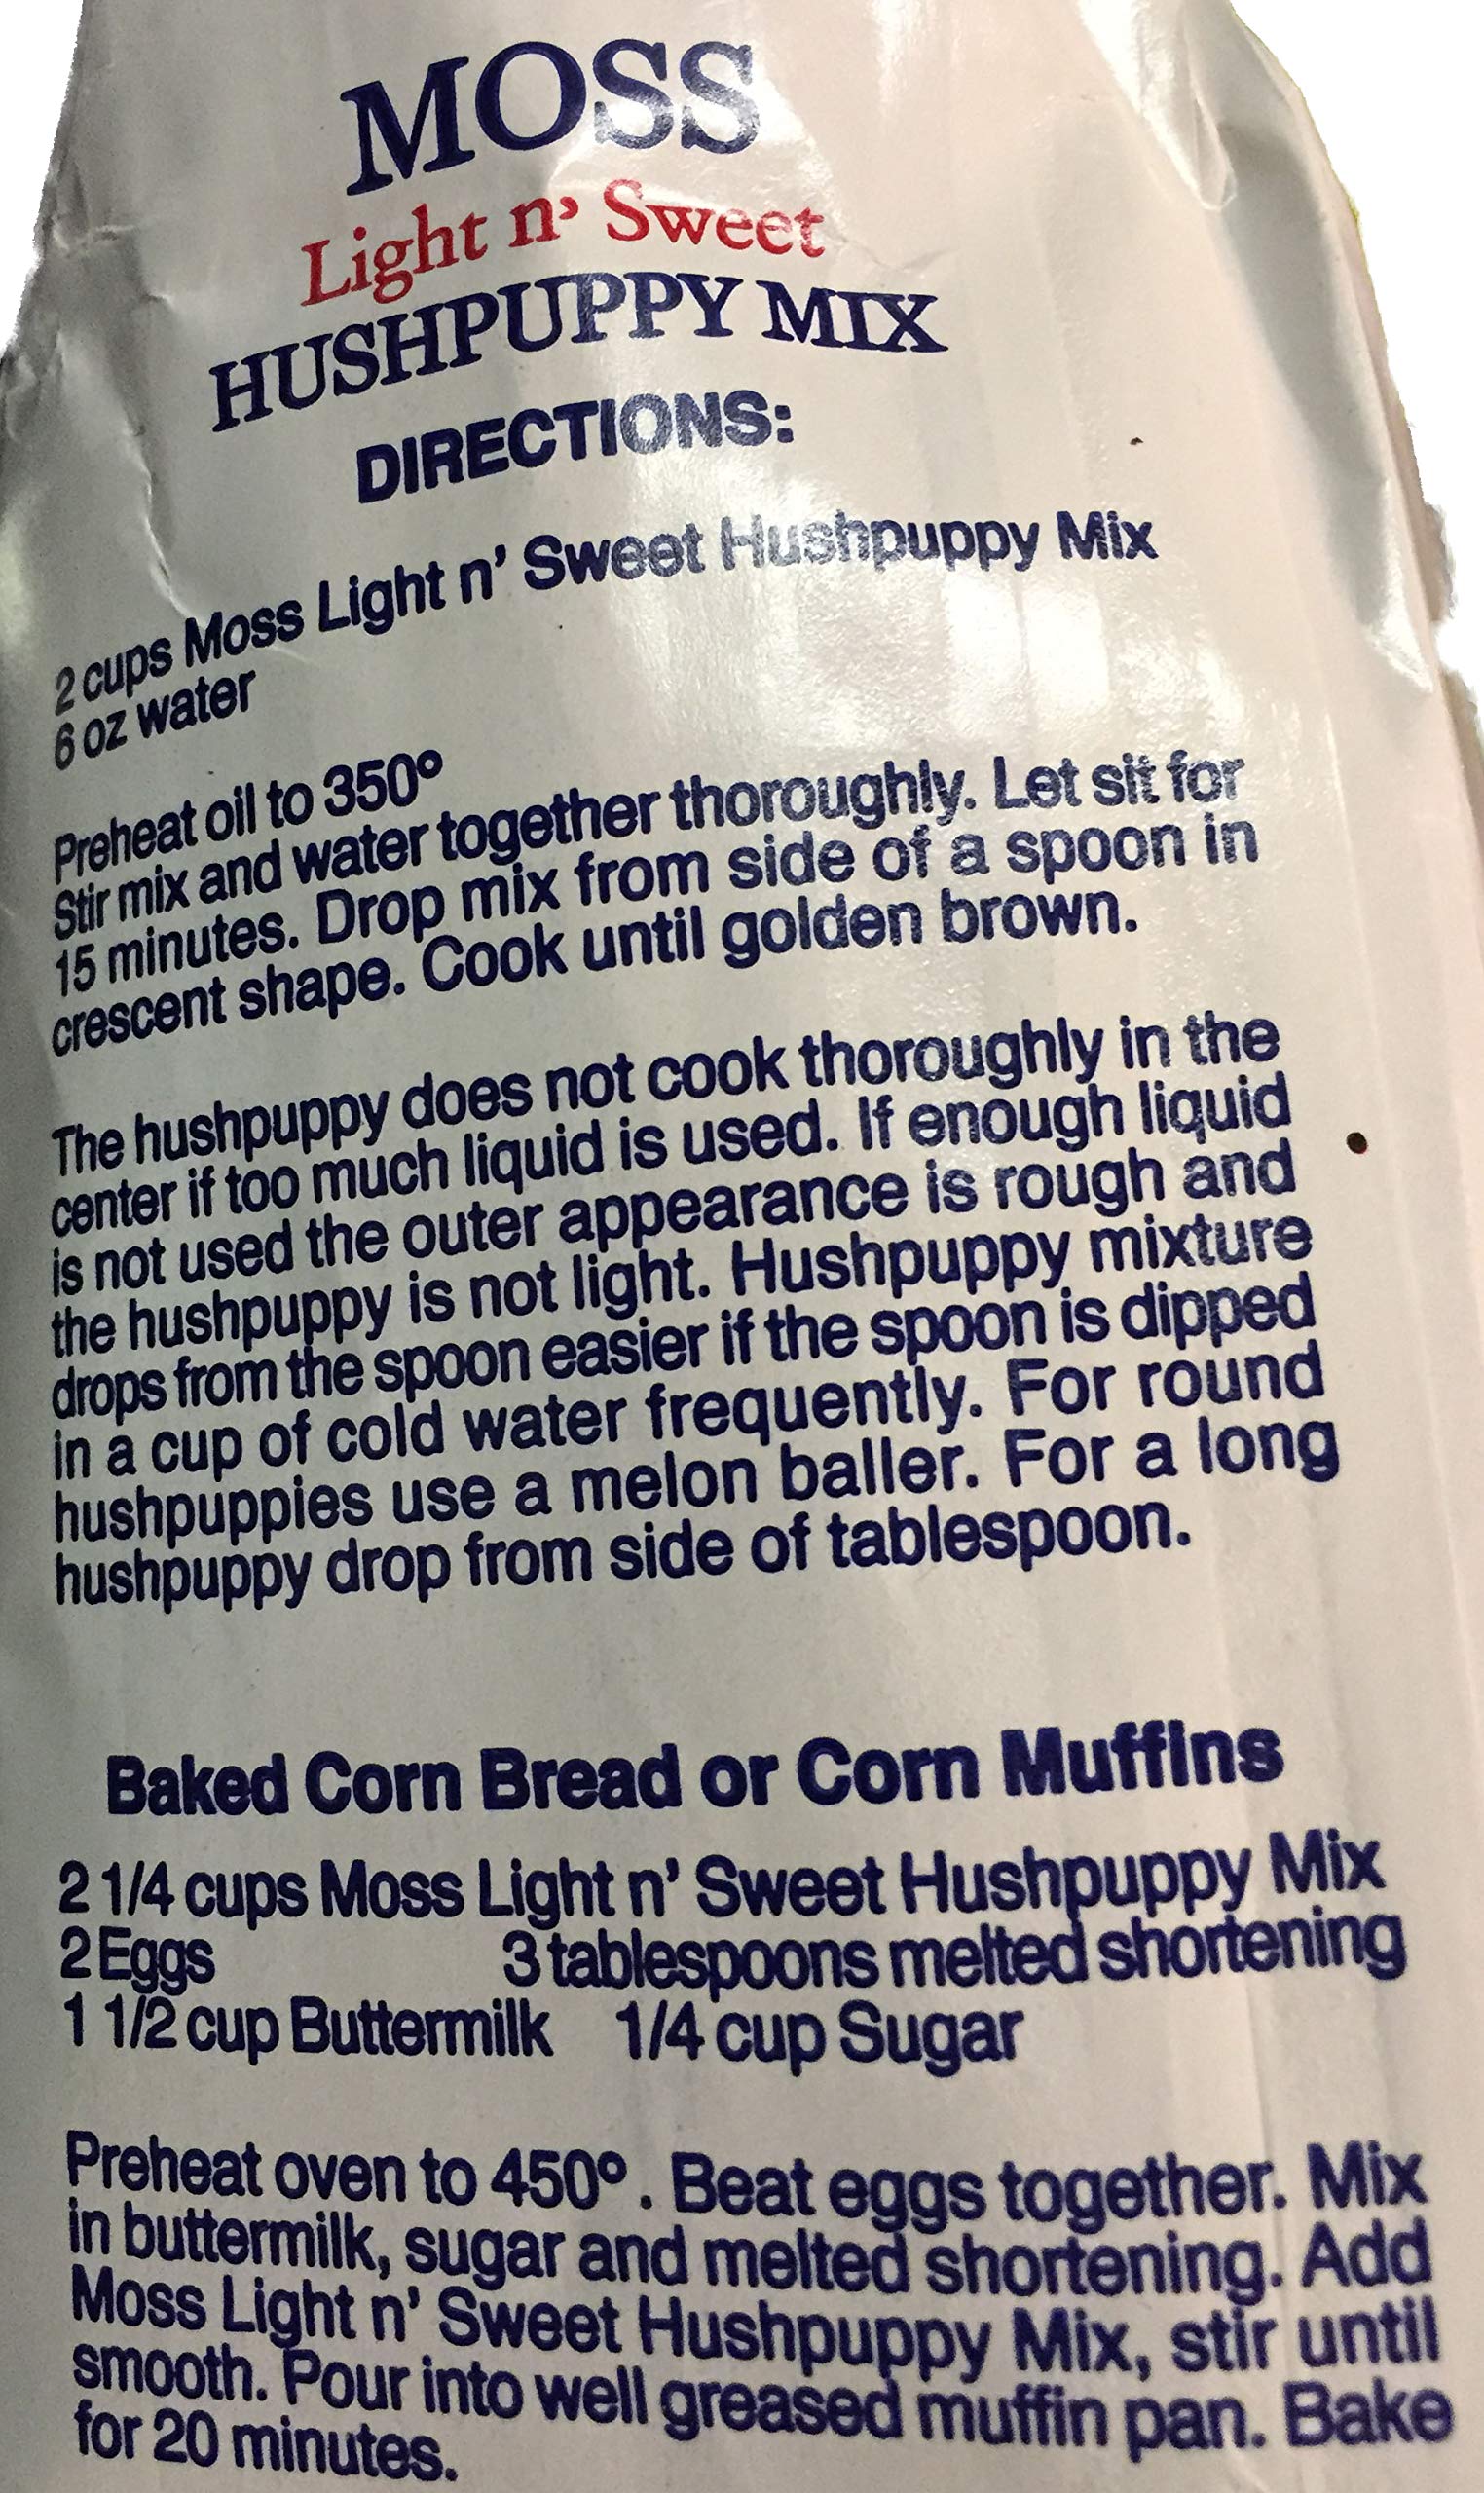 MOSS
Light n' Sweet
HUSHPUPPY MIX
DIRECTIONS:
2 cups Moss Light n' Sweet Hushpuppy Mix
6 oz water
Preheat oil to 350°
Stir mix and water together thoroughly. Let sit for
15 minutes. Drop mix from side of a spoon in
crescent shape. Cook until golden brown.
The hushpuppy does not cook thoroughly in the
center if too much liquid is used. If enough liquid
is not used the outer appearance is rough and
the hushpuppy is not light. Hushpuppy mixture
drops from the spoon easier if the spoon is dipped
in a cup of cold water frequently. For round
hushpuppies use a melon baller. For a long
hushpuppy drop from side of tablespoon.
Baked Corn Bread or Corn Muffins
2 1/4 cups Moss Light n' Sweet Hushpuppy Mix
2 Eggs 3 tablespoons melted shortening
1 1/2 cup Buttermilk 1/4 cup Sugar
Preheat oven to 450°. Beat eggs together. Mix
in buttermilk, sugar and melted shortening. Add
Moss Light n' Sweet Hushpuppy Mix, stir until
smooth. Pour into well greased muffin pan. Bake
for 20 minutes.